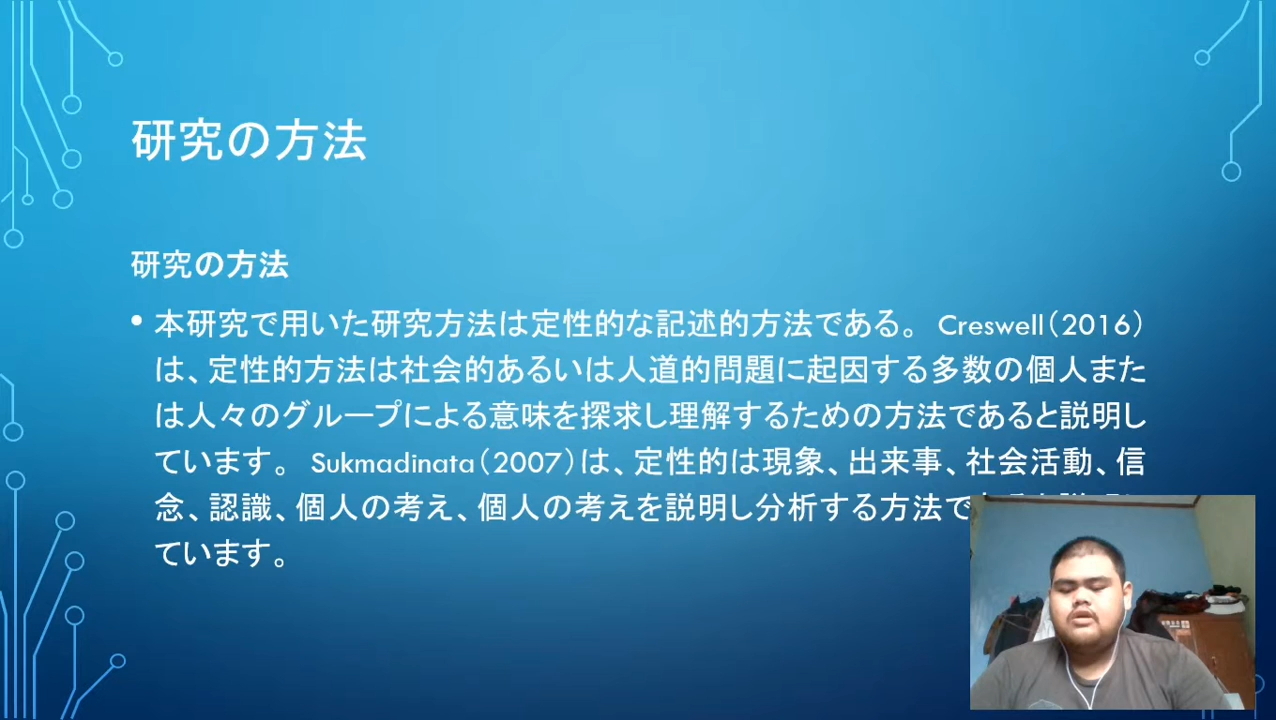 研究の方法
研究の方法
• 本研究で用いた研究方法は定性的な記述的方法である。 Creswell（2016）
は、定性的方法は社会的あるいは人道的問題に起因する多数の個人また
は人々のグループによる意味を探求し理解するための方法であると説明し
ています。 Sukmadinata（2007）は、定性的は現象、出来事、社会活動、信
念、認識、個人の考え、個人の考えを説明し分析する方法で
ています。